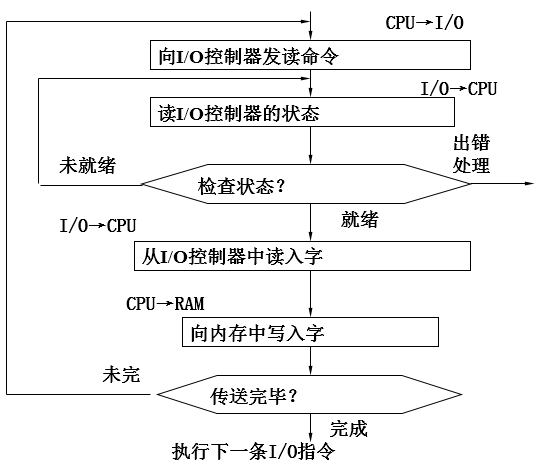 CPU→I/O
向I/O控制器发读命令
I/O→CPU
读I/O控制器的状态
出错
处理
未就绪
检查状态?
就绪
I/O→CPU
从I/O控制器中读入字
CPU→RAM
向内存中写入字
未完
传送完毕?
完成
执行下一条I/O指令